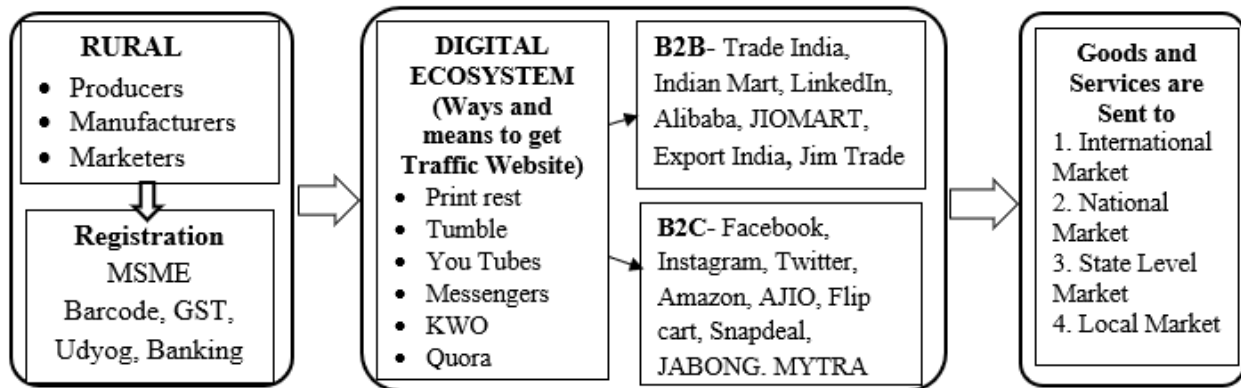 RURAL
• Producers
• Manufacturers
• Marketers
Registration
MSME
Barcode, GST,
Udyog, Banking
DIGITAL
ECOSYSTEM
(Ways and
means to get
Traffic Website)
• Print rest
• Tumble
• You Tubes
• Messengers
• KWO
• Quora
B2B- Trade India,
Indian Mart, LinkedIn,
Alibaba, JIOMART,
Export India, Jim Trade
B2C- Facebook,
Instagram, Twitter,
Amazon, AJIO, Flip
cart, Snapdeal,
JABONG. MYTRA
Goods and
Services are
Sent to
1. International
Market
2. National
Market
3. State Level
Market
4. Local Market